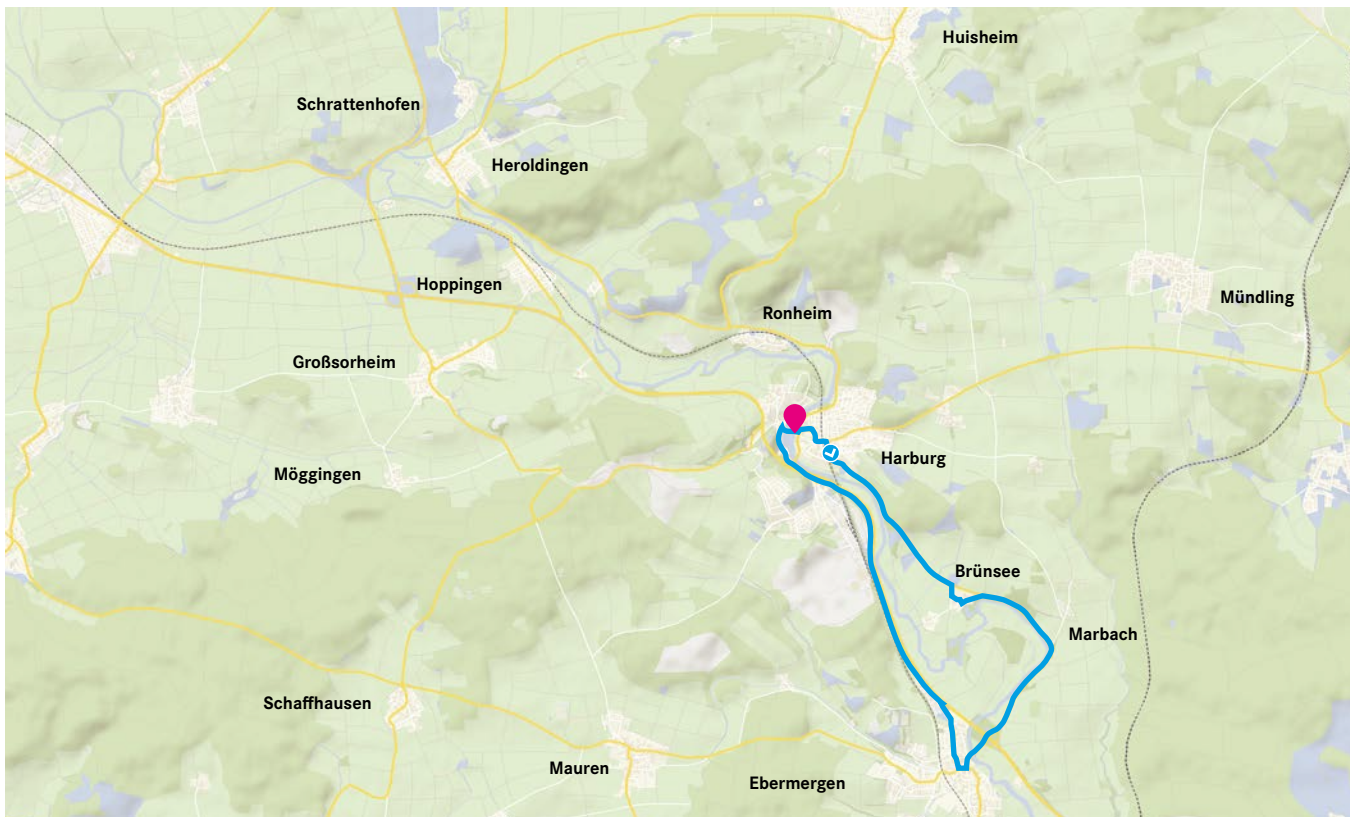 Huisheim
Schrattenhofen
Heroldingen
Hoppingen
Mündling
Ronheim
Großsorheim
Harburg
Möggingen
Brünsee
Marbach
Schaffhausen
Mauren
Ebermergen